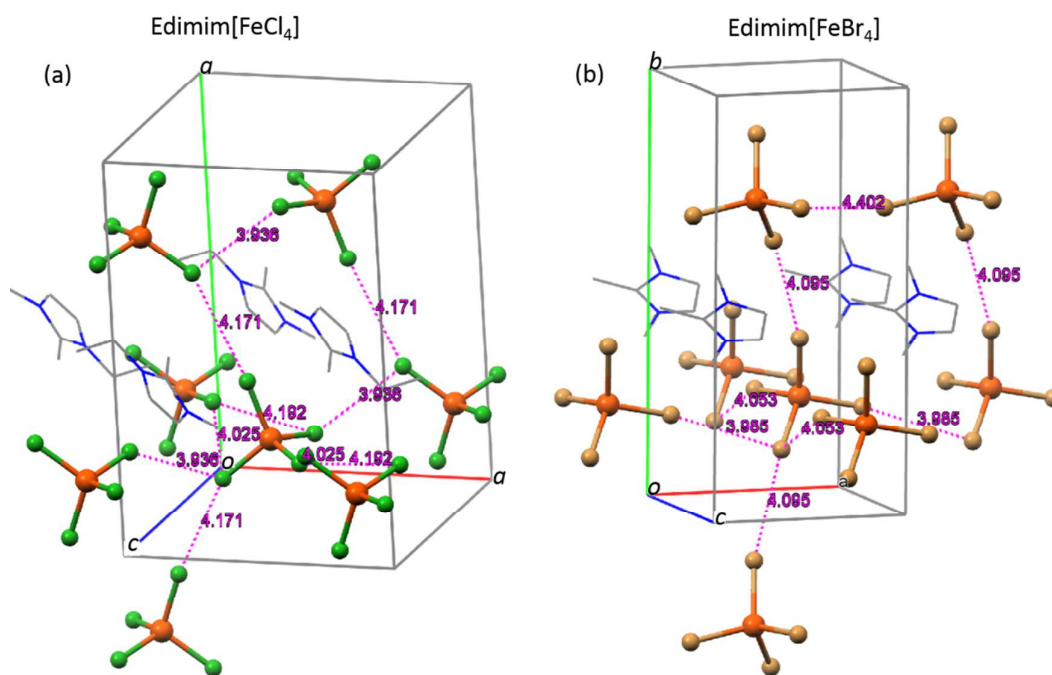 Edimim[FeCl₄]
Edimim[FeBr₄]
(a)
a
3.936
4.171
4.171
3.936
4.192
4.025
3.936
o
4.025
4.192
a
4.171
c
(b)
b
4.402
4.095
4.095
4.053
3.985
4.053
3.985
o
a
c
4.095